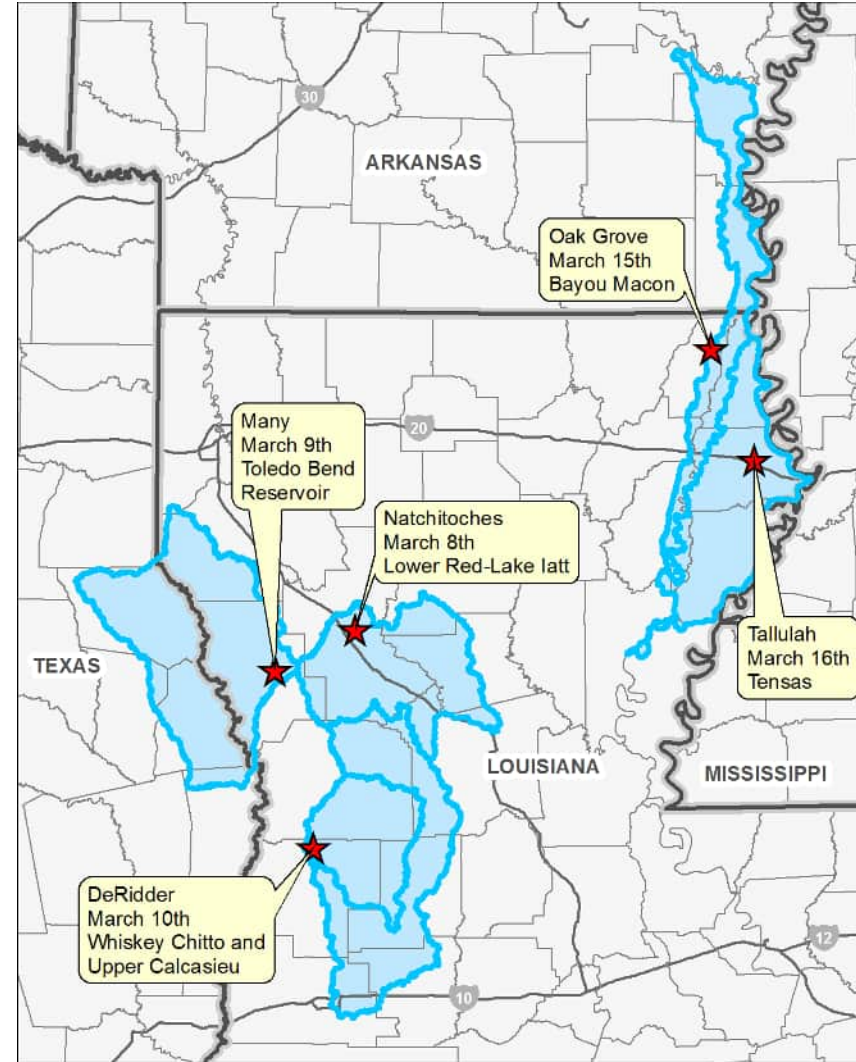 30
ARKANSAS
Oak Grove
March 15th
Bayou Macon
20
Many
March 9th
Toledo Bend
Reservoir
Natchitoches
March 8th
Lower Red-Lake Iatt
TEXAS
Tallulah
March 16th
Tensas
LOUISIANA
MISSISSIPPI
DeRidder
March 10th
Whiskey Chitto and
Upper Calcasieu
12
10